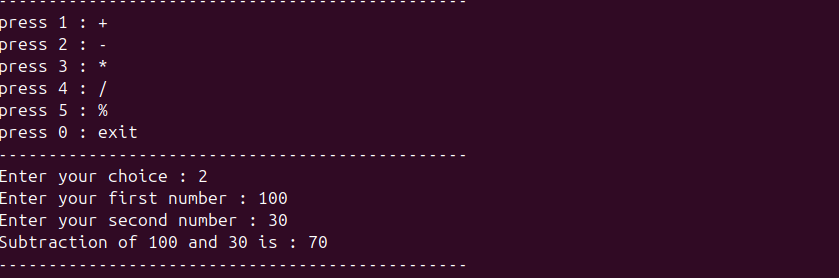 -----------------------------------------------
press 1 : +
press 2 : -
press 3 : *
press 4 : /
press 5 : %
press 0 : exit
-----------------------------------------------
Enter your choice : 2
Enter your first number : 100
Enter your second number : 30
Subtraction of 100 and 30 is : 70
-----------------------------------------------